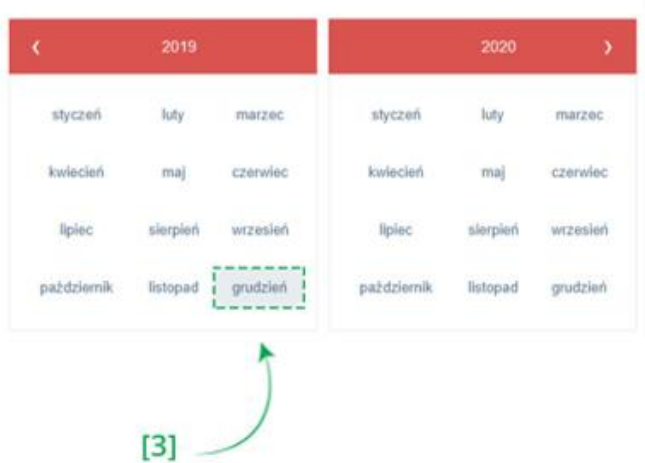 ‹ 2019
styczeń luty marzec
kwiecień maj czerwiec
lipiec sierpień wrzesień
październik listopad grudzień
2020 ›
styczeń luty marzec
kwiecień maj czerwiec
lipiec sierpień wrzesień
październik listopad grudzień
[3]